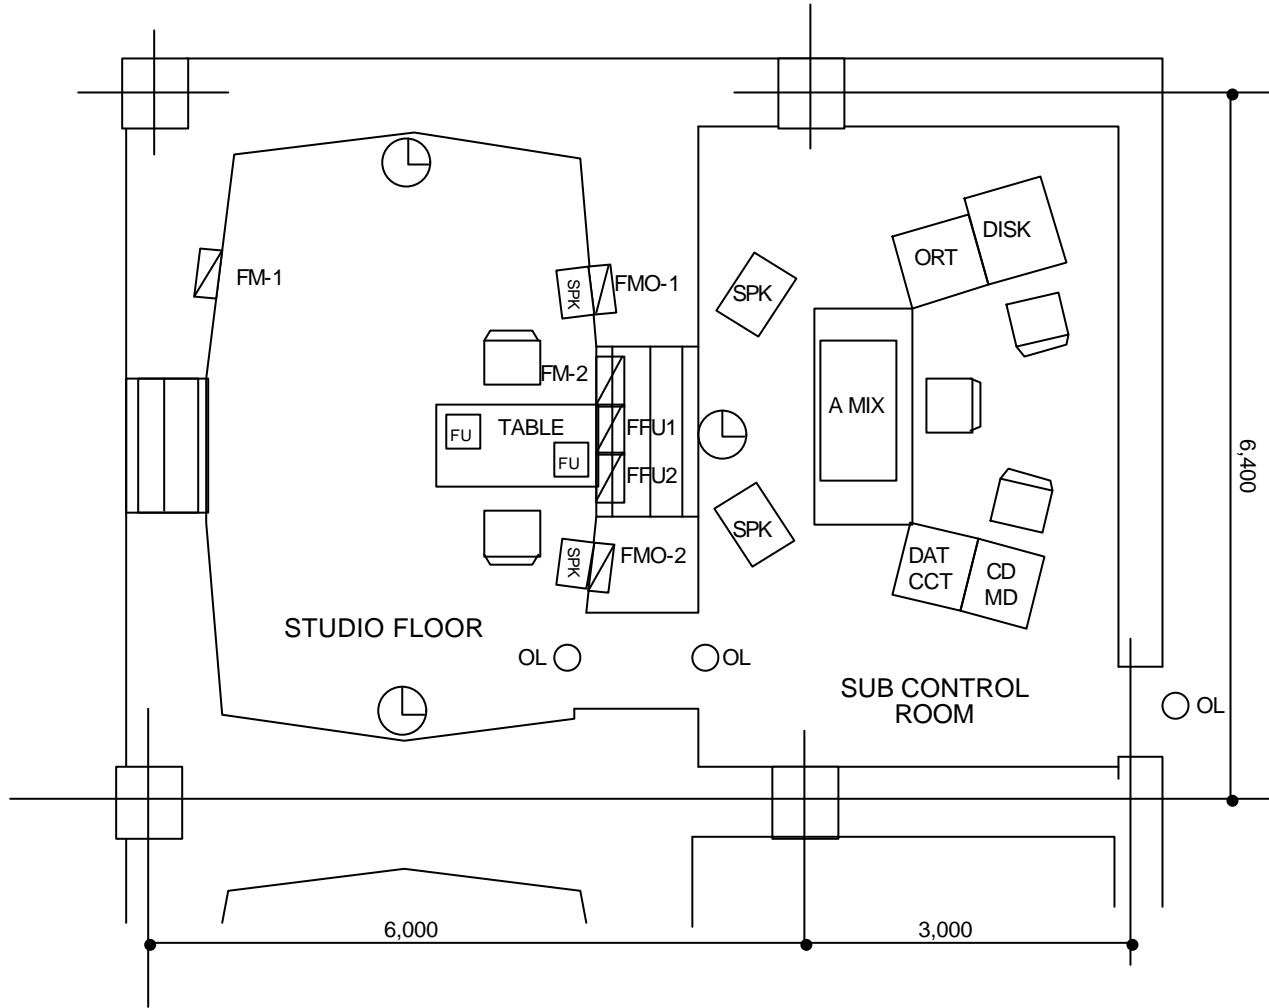 DISK
ORT
FM-1
SPK
FMO-1
SPK
FM-2
A MIX
TABLE
FFU1
FU
FU
FFU2
6,400
SPK
SPK
FMO-2
DAT
CCT
CD
MD
STUDIO FLOOR
OL
OL
SUB CONTROL
ROOM
OL
6,000
3,000